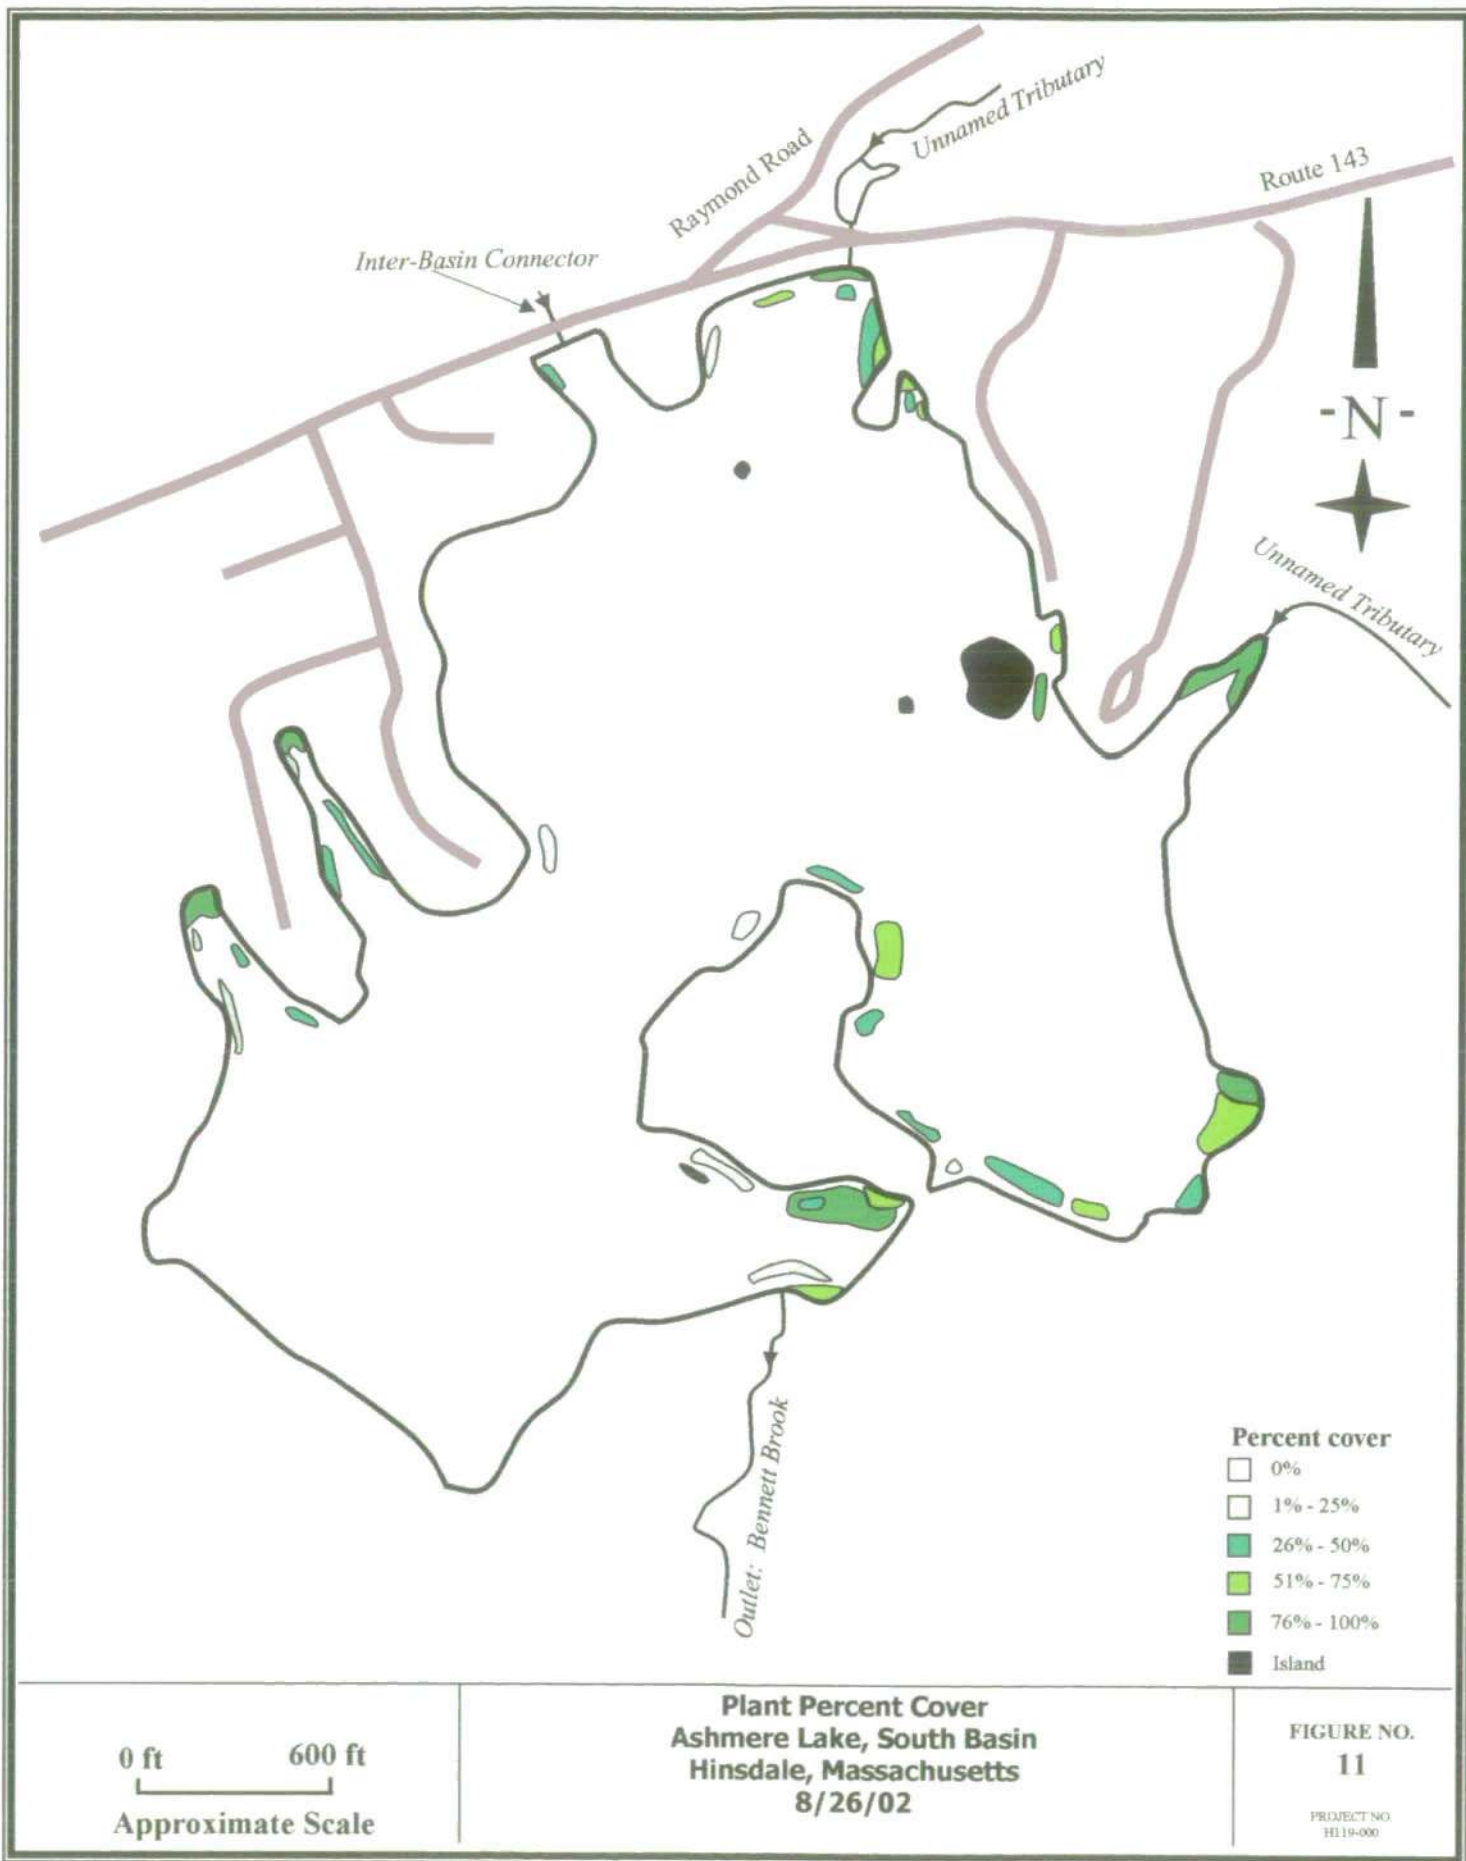 Unnamed Tributary
Raymond Road
Route 143
Inter-Basin Connector
- N -
Unnamed Tributary
Outlet: Bennett Brook
Percent cover
0%
1% - 25%
26% - 50%
51% - 75%
76% - 100%
Island
0 ft 600 ft
Approximate Scale
Plant Percent Cover
Ashmere Lake, South Basin
Hinsdale, Massachusetts
8/26/02
FIGURE NO.
11
PROJECT NO
H119-000